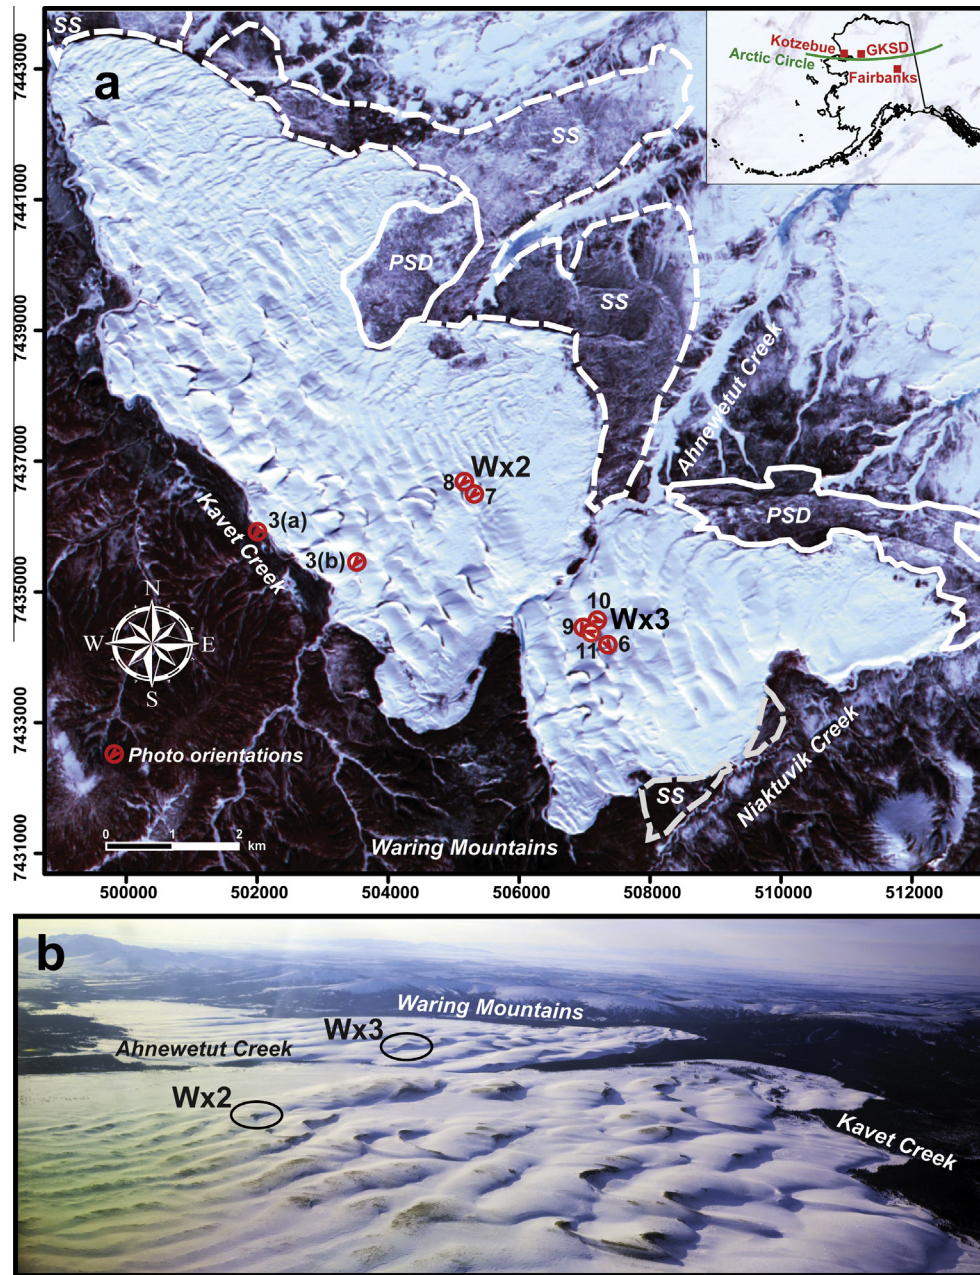 a
SS
Kotzebue
GKSD
Arctic Circle
Fairbanks
SS
PSD
SS
Ahnewetut Creek
Wx2
8
7
PSD
3(a)
Kavet Creek
3(b)
10
Wx3
9
11
6
N
W
E
S
Photo orientations
SS
Niaktuvik Creek
0
1
2
km
Waring Mountains
7443000
7441000
7439000
7437000
7435000
7433000
7431000
500000
502000
504000
506000
508000
510000
512000
b
Waring Mountains
Wx3
Ahnewetut Creek
Wx2
Kavet Creek